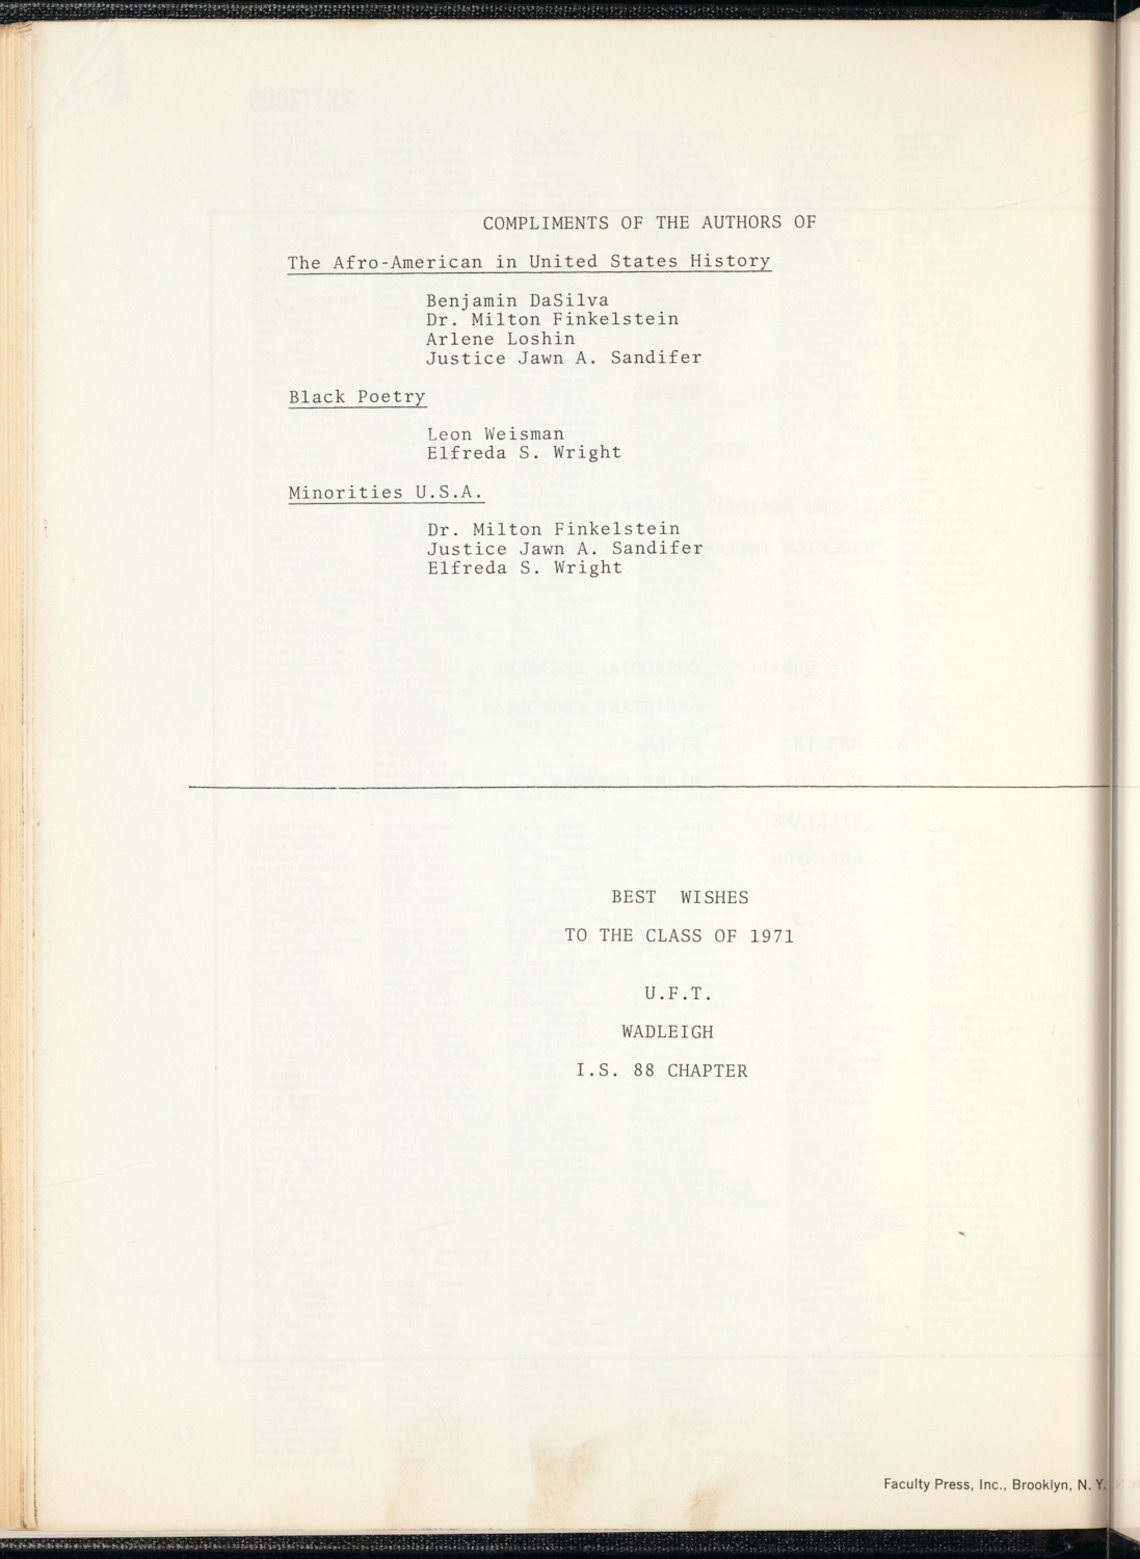 COMPLIMENTS OF THE AUTHORS OF
The Afro-American in United States History
Benjamin DaSilva
Dr. Milton Finkelstein
Arlene Loshin
Justice Jawn A. Sandifer
Black Poetry
Leon Weisman
Elfreda S. Wright
Minorities U.S.A.
Dr. Milton Finkelstein
Justice Jawn A. Sandifer
Elfreda S. Wright
BEST WISHES
TO THE CLASS OF 1971
U.F.T.
WADLEIGH
I.S. 88 CHAPTER
Faculty Press, Inc., Brooklyn, N. Y.